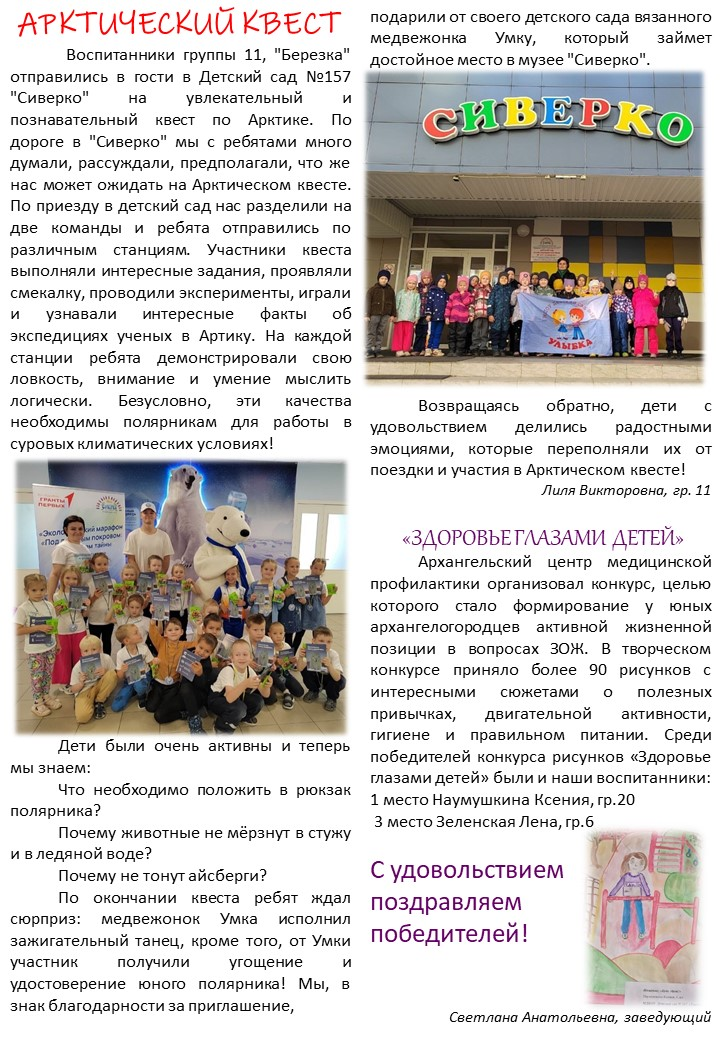 АРКТИЧЕСКИЙ КВЕСТ
Воспитанники группы 11, "Березка"
отправились в гости в Детский сад №157
"Сиверко" на увлекательный и
познавательный квест по Арктике. По
дороге в "Сиверко" мы с ребятами много
думали, рассуждали, предполагали, что же
нас может ожидать на Арктическом квесте.
По приезду в детский сад нас разделили на
две команды и ребята отправились по
различным станциям. Участники квеста
выполняли интересные задания, проявляли
смекалку, проводили эксперименты, играли
и узнавали интересные факты об
экспедициях ученых в Артику. На каждой
станции ребята демонстрировали свою
ловкость, внимание и умение мыслить
логически. Безусловно, эти качества
необходимы полярникам для работы в
суровых климатических условиях!
ГРАНТЫ
ПЕРВЫХ
Дети были очень активны и теперь
мы знаем:
Что необходимо положить в рюкзак
полярника?
Почему животные не мёрзнут в стужу
и в ледяной воде?
Почему не тонут айсберги?
По окончании квеста ребят ждал
сюрприз: медвежонок Умка исполнил
зажигательный танец, кроме того, от Умки
участник получили угощение и
удостоверение юного полярника! Мы, в
знак благодарности за приглашение,
подарили от своего детского сада вязанного
медвежонка Умку, который займет
достойное место в музее "Сиверко".
СИВЕРКО
УЛЫБКА
Возвращаясь обратно, дети с
удовольствием делились радостными
эмоциями, которые переполняли их от
поездки и участия в Арктическом квесте!
Лиля Викторовна, гр. 11
«ЗДОРОВЬЕ ГЛАЗАМИ ДЕТЕЙ»
Архангельский центр медицинской
профилактики организовал конкурс, целью
которого стало формирование у юных
архангелогородцев активной жизненной
позиции в вопросах ЗОЖ. В творческом
конкурсе приняло более 90 рисунков с
интересными сюжетами о полезных
привычках, двигательной активности,
гигиене и правильном питании. Среди
победителей конкурса рисунков «Здоровье
глазами детей» были и наши воспитанники:
1 место Наумушкина Ксения, гр.20
3 место Зеленская Лена, гр.6
С удовольствием
поздравляем
победителей!
Светлана Анатольевна, заведующий